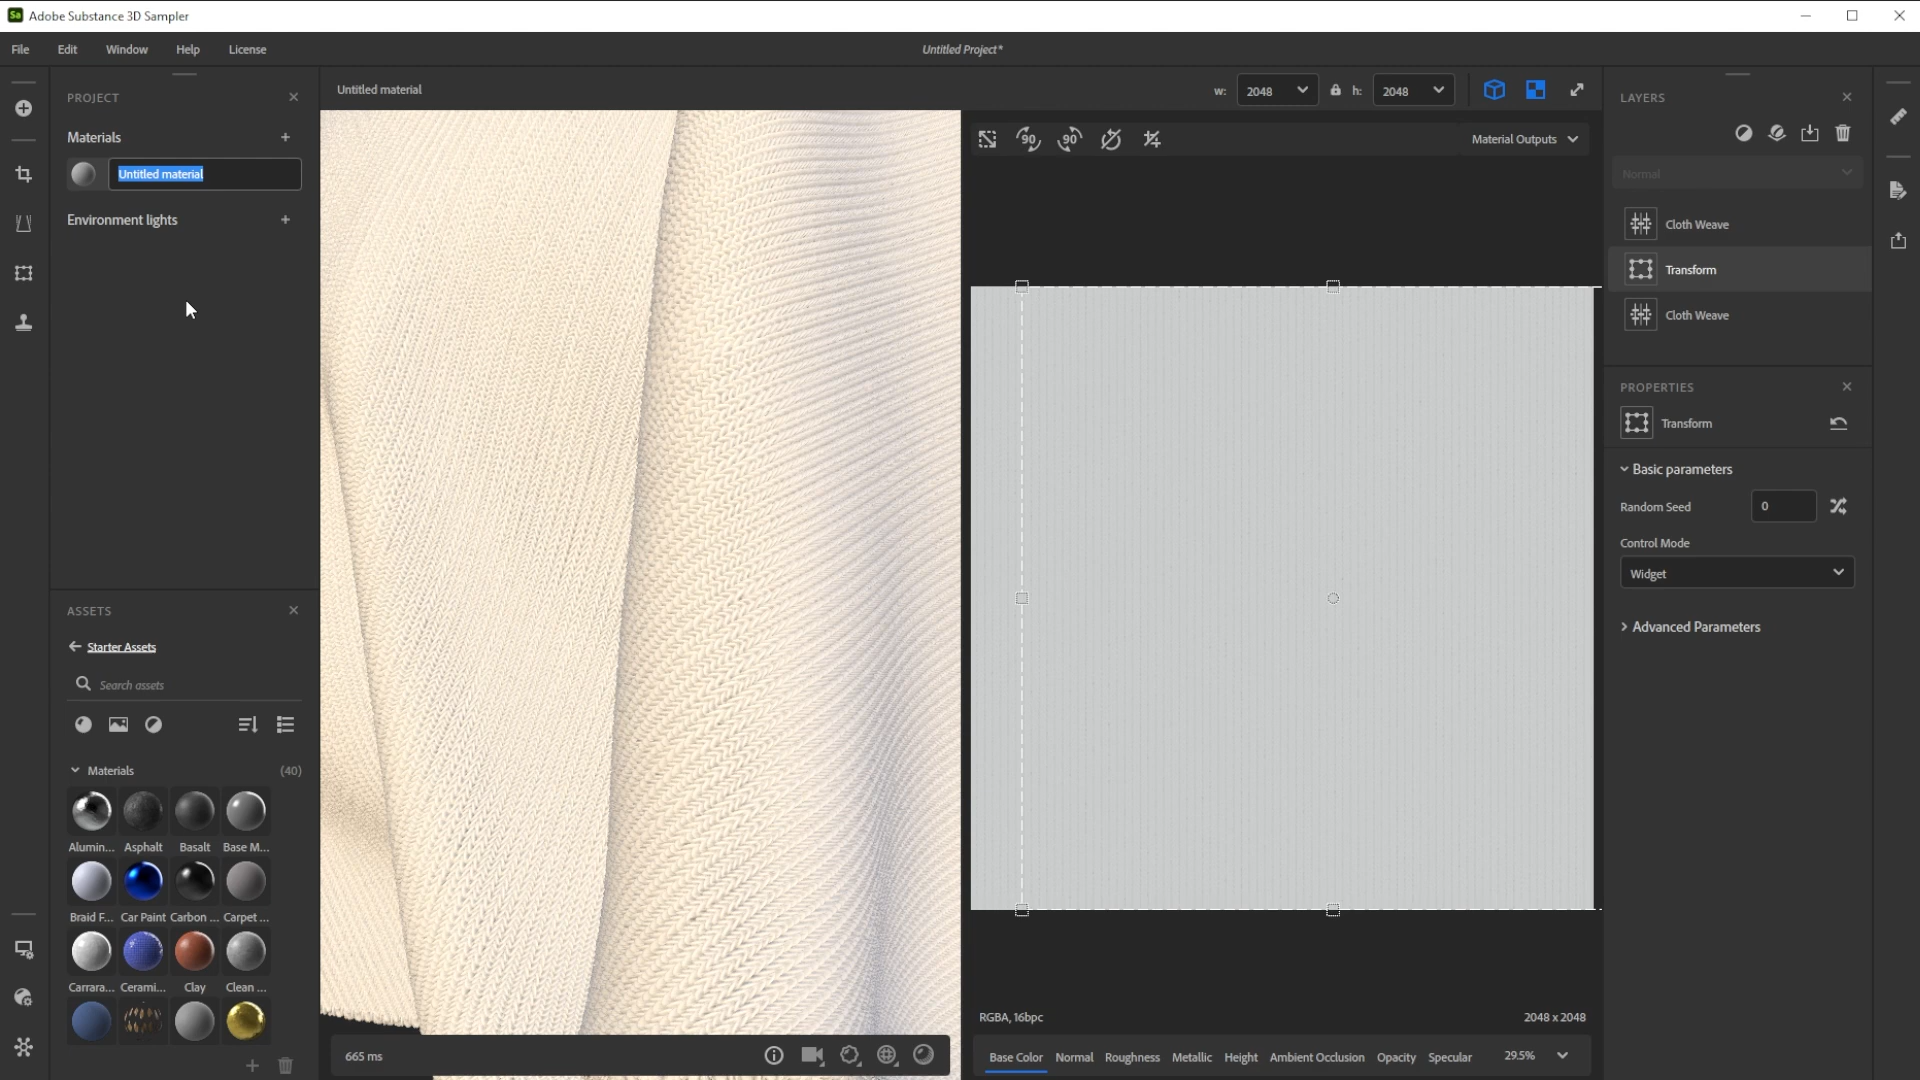 Sa Adobe Substance 3D Sampler
File Edit Window Help License
Untitled Project*
PROJECT
Materials
Untitled material
Environment lights
ASSETS
Starter Assets
Search assets
Materials (40)
Alumin... Asphalt Basalt Base M...
Braid F... Car Paint Carbon ... Carpet ...
Carrara... Cerami... Clay Clean ...
Untitled material
w: 2048 h: 2048
90 90 Material Outputs
665 ms
RGBA, 16bpc 2048 x 2048
Base Color Normal Roughness Metallic Height Ambient Occlusion Opacity Specular 29.5%
LAYERS
Normal
Cloth Weave
Transform
Cloth Weave
PROPERTIES
Transform
Basic parameters
Random Seed 0
Control Mode
Widget
Advanced Parameters